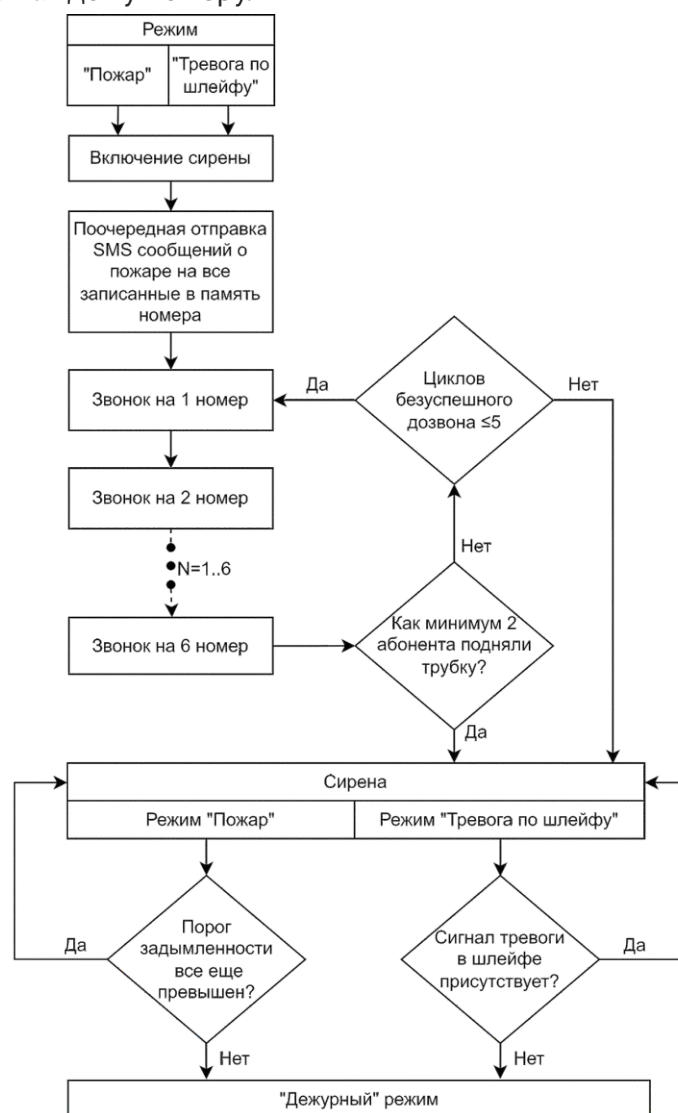 Режим
"Пожар"
"Тревога по
шлейфу"
Включение сирены
Поочередная отправка
SMS сообщений о
пожаре на все
записанные в память
номера
Звонок на 1 номер
Да
Циклов
безуспешного
дозвона ≤5
Нет
Звонок на 2 номер
Нет
N=1..6
Звонок на 6 номер
Как минимум 2
абонента подняли
трубку?
Да
Сирена
Режим "Пожар"
Режим "Тревога по шлейфу"
Да
Порог
задымленности
все еще
превышен?
Сигнал тревоги
в шлейфе
присутствует?
Да
Нет
Нет
"Дежурный" режим